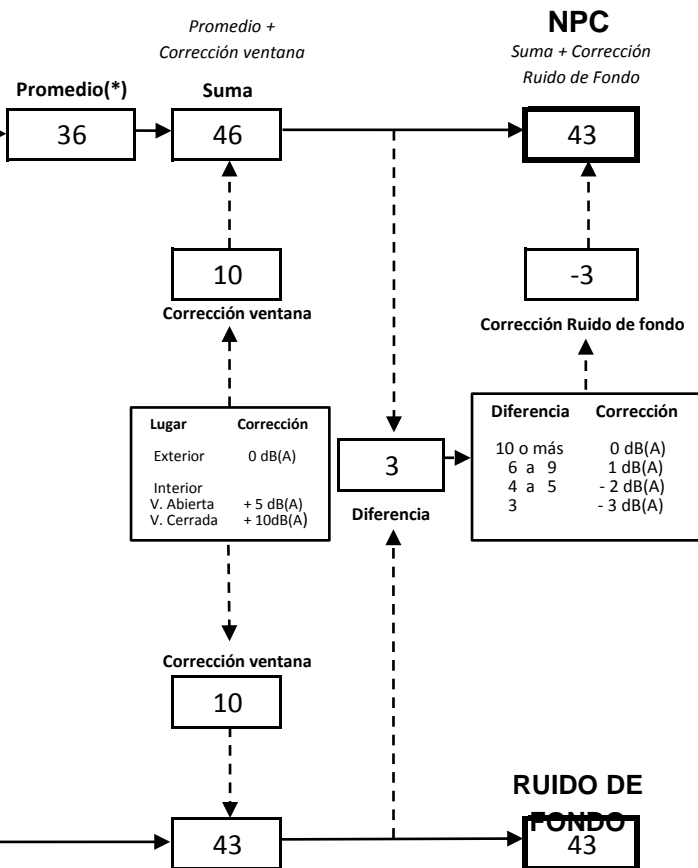 Promedio +
Corrección ventana
NPC
Suma + Corrección
Ruido de Fondo
Promedio(*)
Suma
36
46
43
10
-3
Corrección ventana
Corrección Ruido de fondo
Lugar Corrección
Exterior 0 dB(A)
Interior
V. Abierta + 5 dB(A)
V. Cerrada + 10dB(A)
3
Diferencia
Diferencia Corrección
10 o más 0 dB(A)
6 a 9 1 dB(A)
4 a 5 - 2 dB(A)
3 - 3 dB(A)
Corrección ventana
10
RUIDO DE
FONDO
43
43